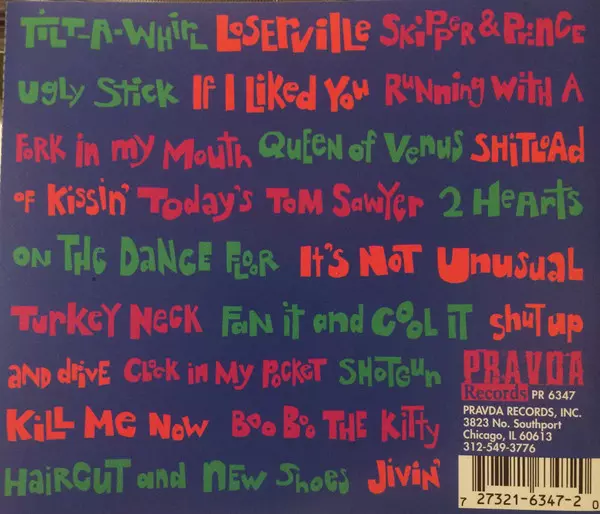 TILT-A-WHIRL LOSERVILLE SKIPPER & PENCE
UGLY STICK IF I LIKED YOU RUNNING WITH A
FORK in my MOUTH QUEEN OF VENUS SHITLOAD
OF KISSIN' TODAY'S TOM SAWYER 2 HEARTS
ON THE DANCE FLOOR IT'S NOT UNUSUAL
TURKEY NECK FAN it and COOL IT SHUT UP
AND DRIVE CLOCK in MY POCKET SHOTGUN
KILL ME NOW BOO BOO THE KITTY
HAIRCUT and NEW SHOES JIVIN'
PRAVDA
Records PR 6347
PRAVDA RECORDS, INC.
3823 No. Southport
Chicago, IL 60613
312-549-3776
7 27321-6347-2 0